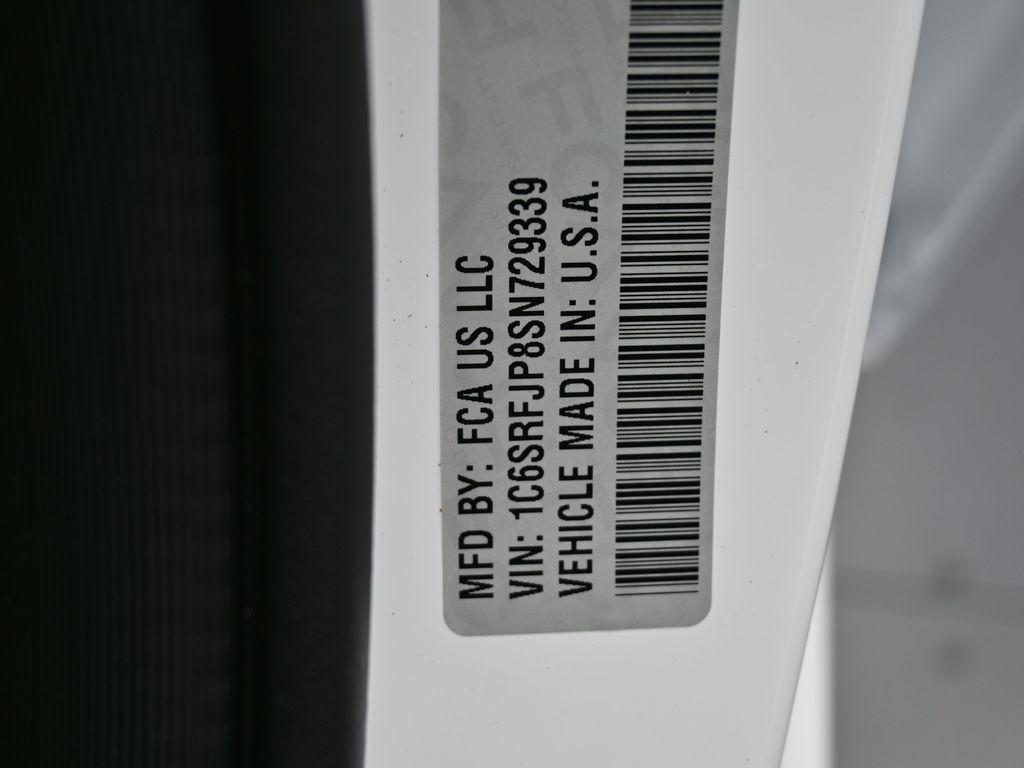 MFD BY: FCA US LLC
VIN: 1C6SRFJP8SN729339
VEHICLE MADE IN: U.S.A.